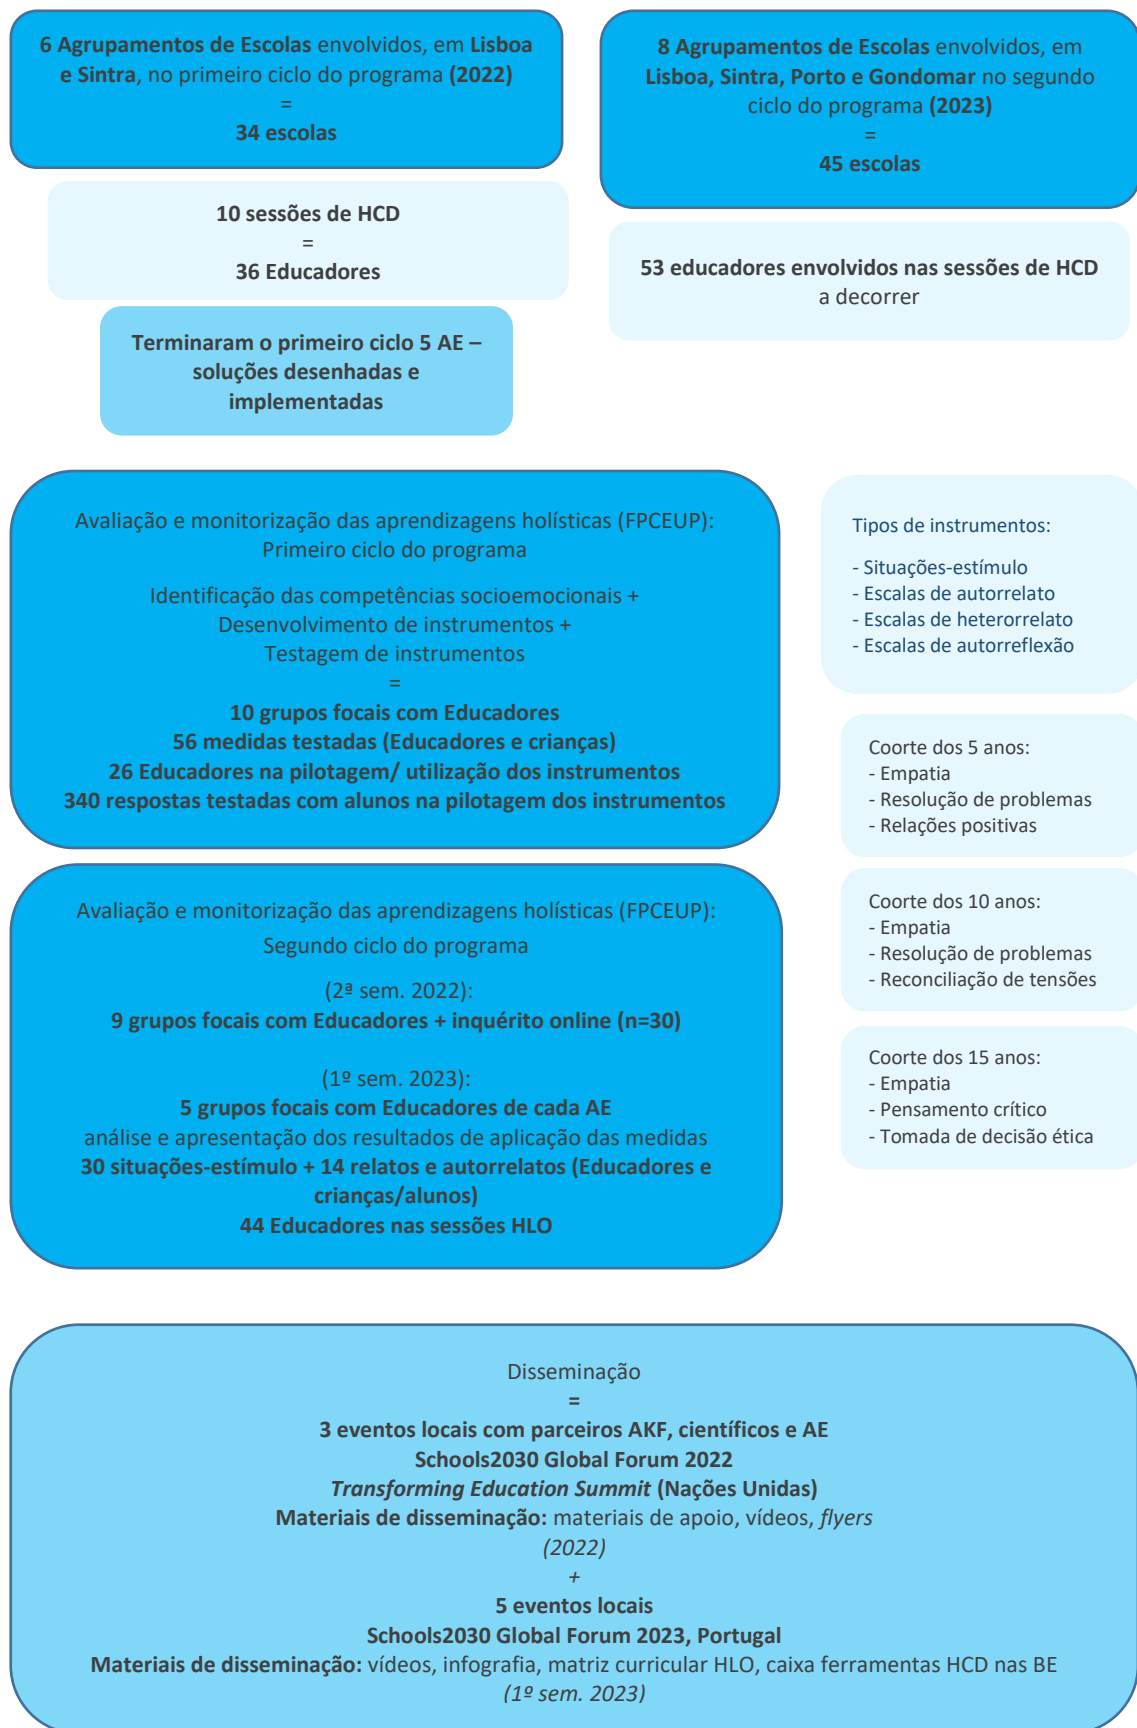 6 Agrupamentos de Escolas envolvidos, em Lisboa
e Sintra, no primeiro ciclo do programa (2022)
=
34 escolas
8 Agrupamentos de Escolas envolvidos, em
Lisboa, Sintra, Porto e Gondomar no segundo
ciclo do programa (2023)
=
45 escolas
10 sessões de HCD
=
36 Educadores
53 educadores envolvidos nas sessões de HCD
a decorrer
Terminaram o primeiro ciclo 5 AE –
soluções desenhadas e
implementadas
Avaliação e monitorização das aprendizagens holísticas (FPCEUP):
Primeiro ciclo do programa
Identificação das competências socioemocionais +
Desenvolvimento de instrumentos +
Testagem de instrumentos
=
10 grupos focais com Educadores
56 medidas testadas (Educadores e crianças)
26 Educadores na pilotagem/ utilização dos instrumentos
340 respostas testadas com alunos na pilotagem dos instrumentos
Tipos de instrumentos:
- Situações-estímulo
- Escalas de autorrelato
- Escalas de heterorrelato
- Escalas de autorreflexão
Coorte dos 5 anos:
- Empatia
- Resolução de problemas
- Relações positivas
Avaliação e monitorização das aprendizagens holísticas (FPCEUP):
Segundo ciclo do programa
(2ª sem. 2022):
9 grupos focais com Educadores + inquérito online (n=30)
(1º sem. 2023):
5 grupos focais com Educadores de cada AE
análise e apresentação dos resultados de aplicação das medidas
30 situações-estímulo + 14 relatos e autorrelatos (Educadores e
crianças/alunos)
44 Educadores nas sessões HLO
Coorte dos 10 anos:
- Empatia
- Resolução de problemas
- Reconciliação de tensões
Coorte dos 15 anos:
- Empatia
- Pensamento crítico
- Tomada de decisão ética
Disseminação
=
3 eventos locais com parceiros AKF, científicos e AE
Schools2030 Global Forum 2022
Transforming Education Summit (Nações Unidas)
Materiais de disseminação: materiais de apoio, vídeos, flyers
(2022)
+
5 eventos locais
Schools2030 Global Forum 2023, Portugal
Materiais de disseminação: vídeos, infografia, matriz curricular HLO, caixa ferramentas HCD nas BE
(1º sem. 2023)